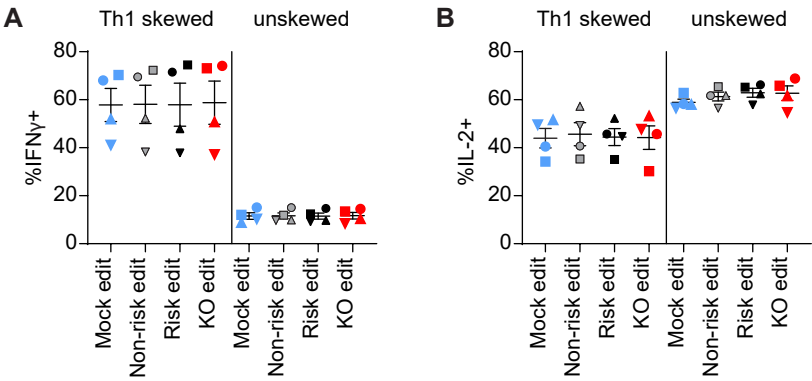 A
Th1 skewed
unskewed
%IFNγ+
80
60
40
20
0
Mock edit
Non-risk edit
Risk edit
KO edit
Mock edit
Non-risk edit
Risk edit
KO edit
B
Th1 skewed
unskewed
%IL-2+
80
60
40
20
0
Mock edit
Non-risk edit
Risk edit
KO edit
Mock edit
Non-risk edit
Risk edit
KO edit